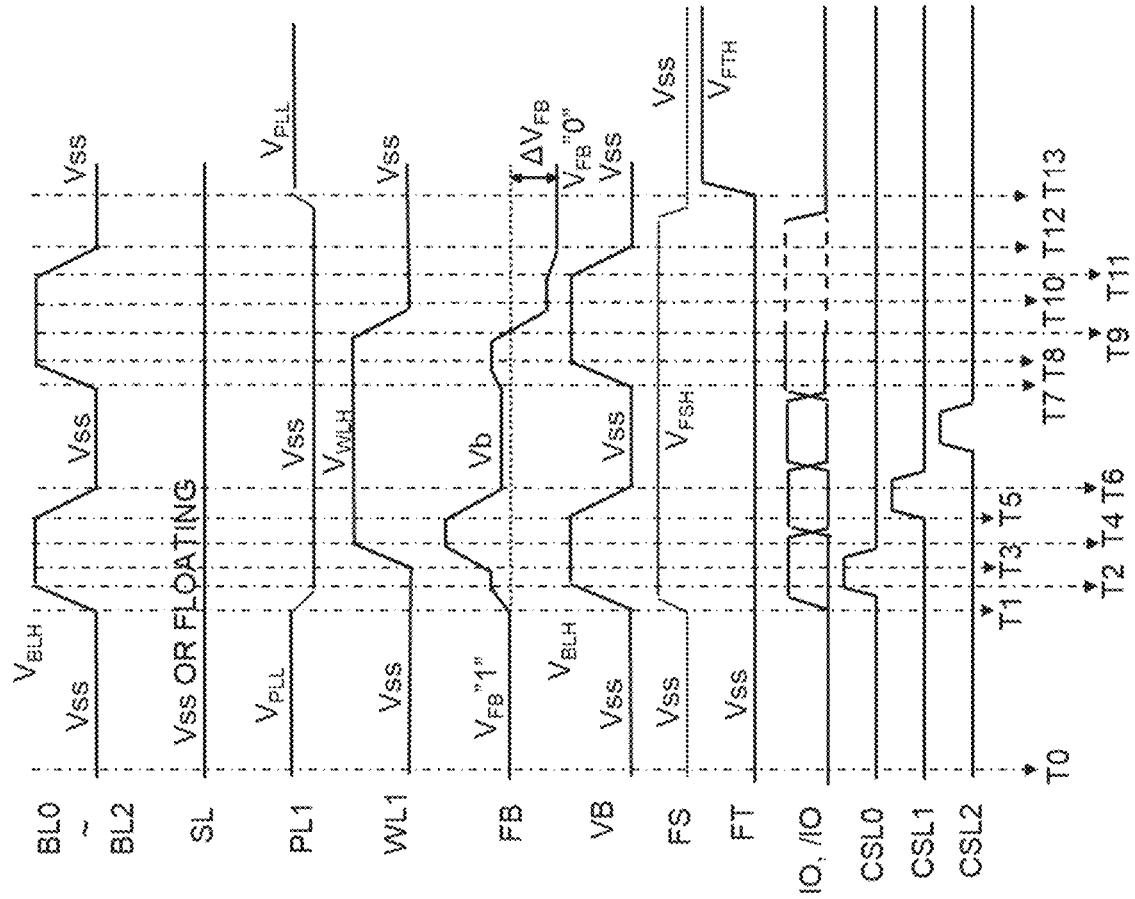 BL0
~
BL2
VBLH
Vss
Vss
Vss
SL
Vss OR FLOATING
PL1
VPLL
Vss
VPLL
WL1
Vss
VWLH
Vss
FB
VFB"1"
Vb
ΔVFB
VFB"0"
VB
VBLH
Vss
Vss
Vss
FS
Vss
VFSH
Vss
FT
Vss
VFTH
IO, /IO
CSL0
CSL1
CSL2
T0
T1
T2
T3
T4
T5
T6
T7
T8
T9
T10
T11
T12
T13